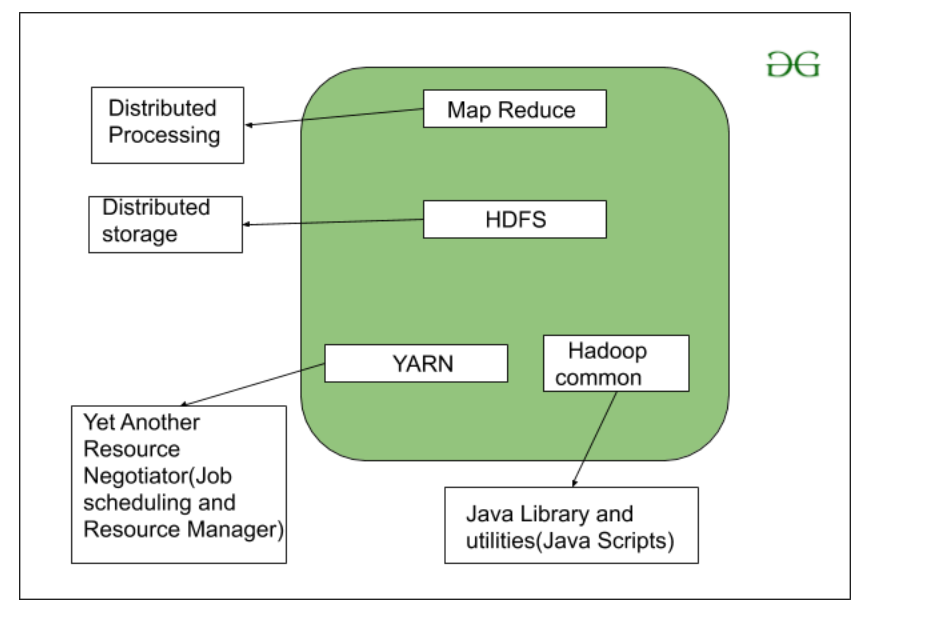 Distributed
Processing
Map Reduce
Distributed
storage
HDFS
YARN
Hadoop
common
Yet Another
Resource
Negotiator(Job
scheduling and
Resource Manager)
Java Library and
utilities(Java Scripts)